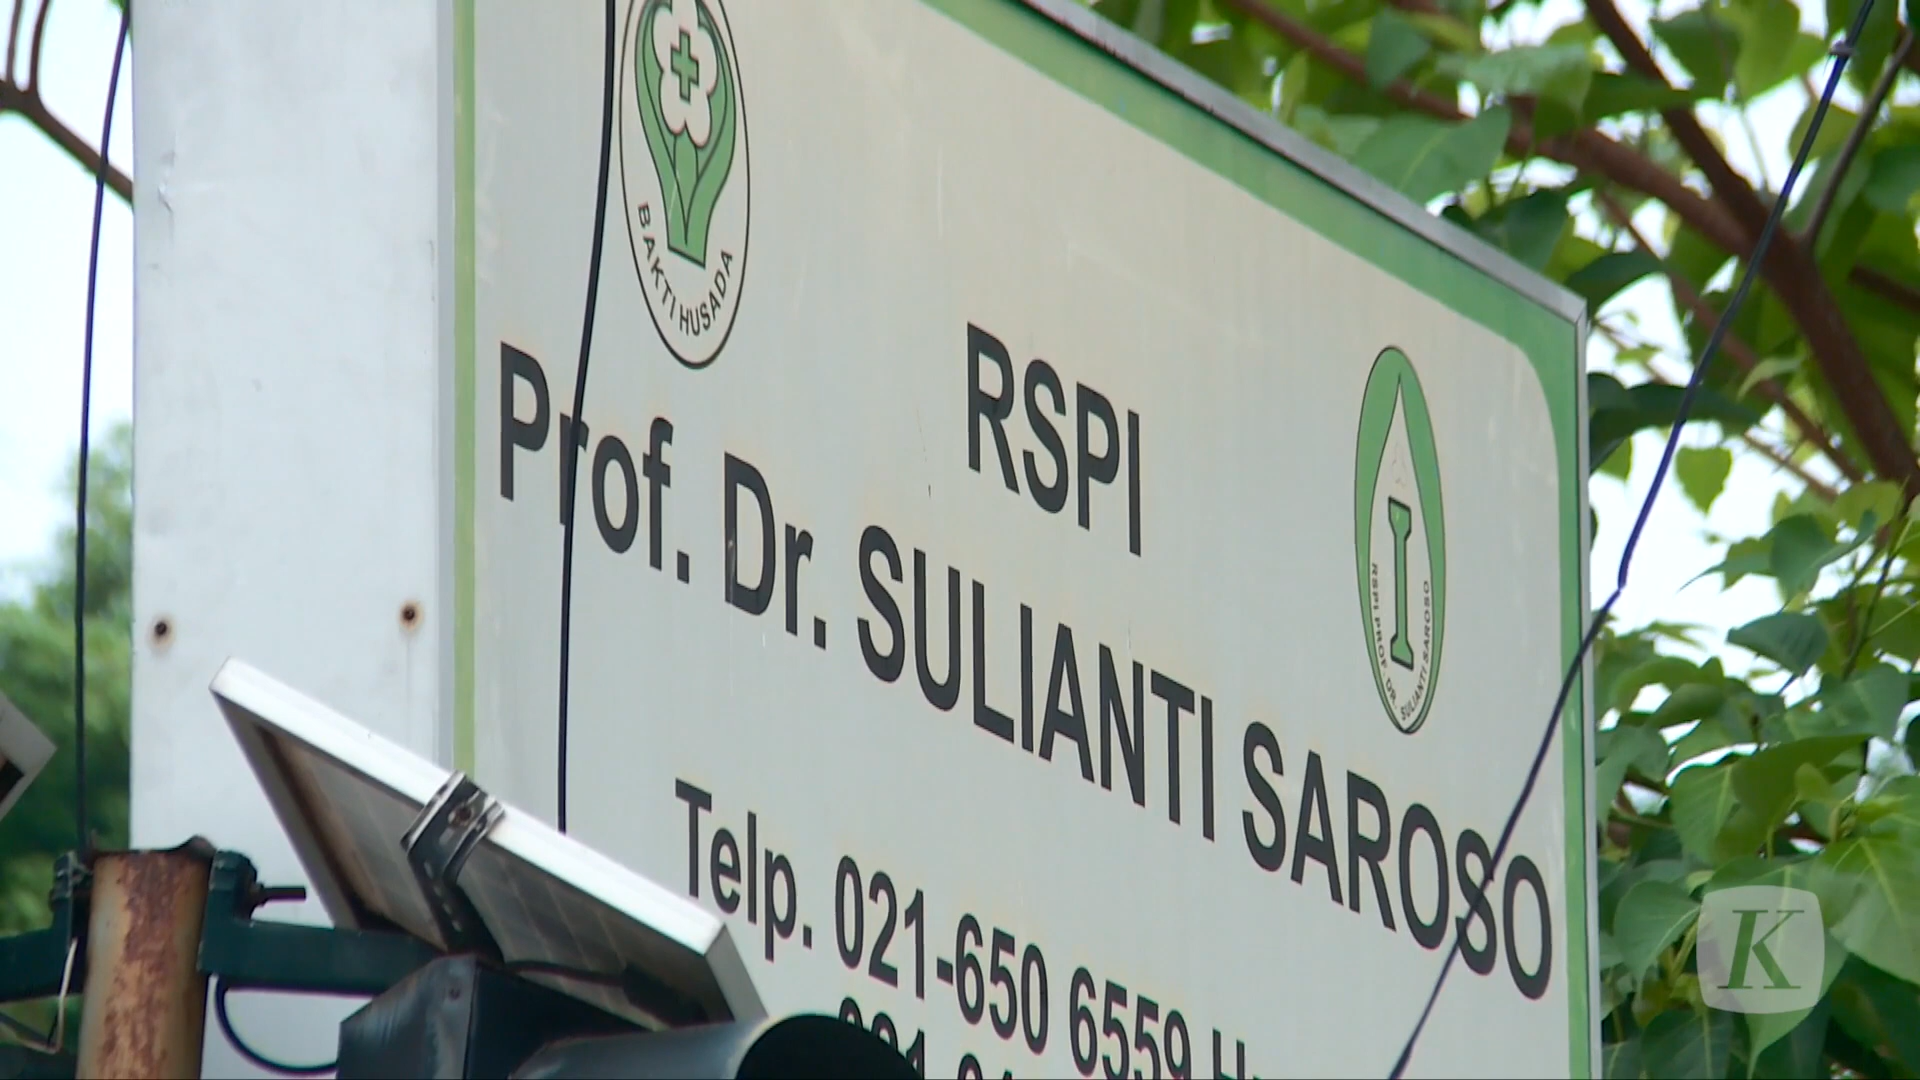 BAKTI HUSADA
RSPI
Prof. Dr. SULIANTI SAROSO
I
RSPI PROF. DR. SULIANTI SAROSO
Telp. 021-650 6559
K